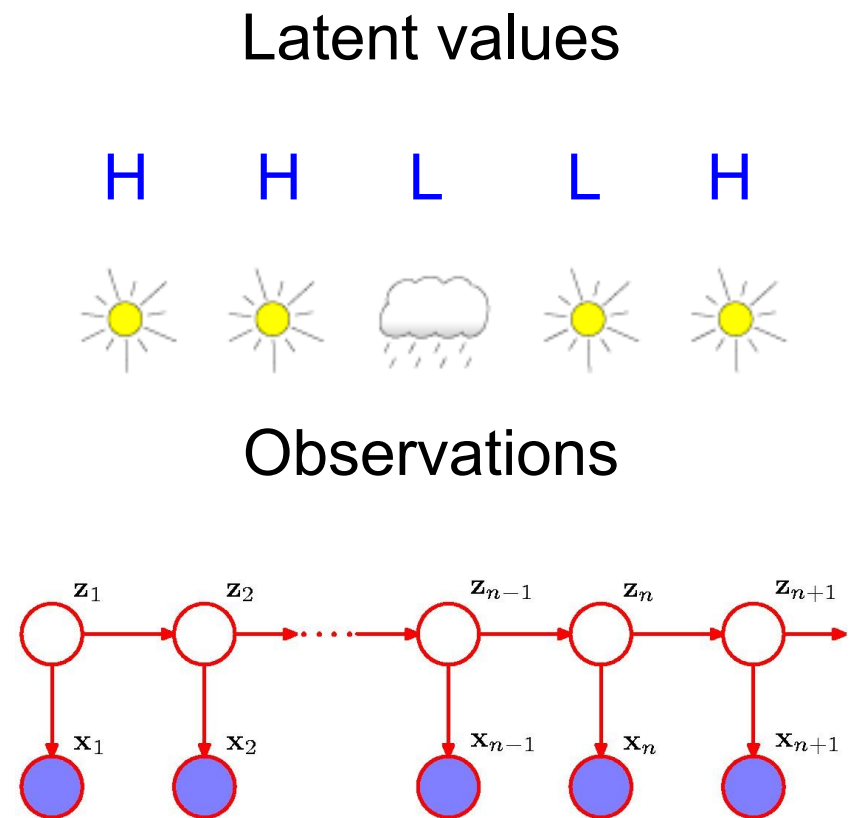 Latent values
H H L L H
Observations
z₁ z₂ zₙ₋₁ zₙ zₙ₊₁
x₁ x₂ xₙ₋₁ xₙ xₙ₊₁